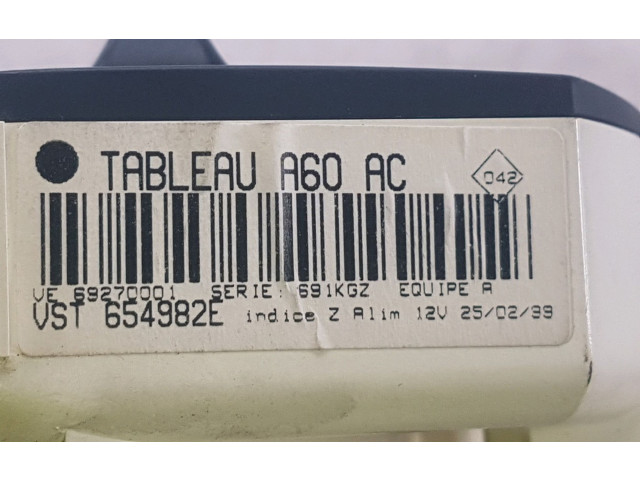 TABLEAU A60 AC
042
VE 69270001 SERIE: 691KGZ EQUIPE A
VST 654982E indice Z Alim 12V 25/02/99